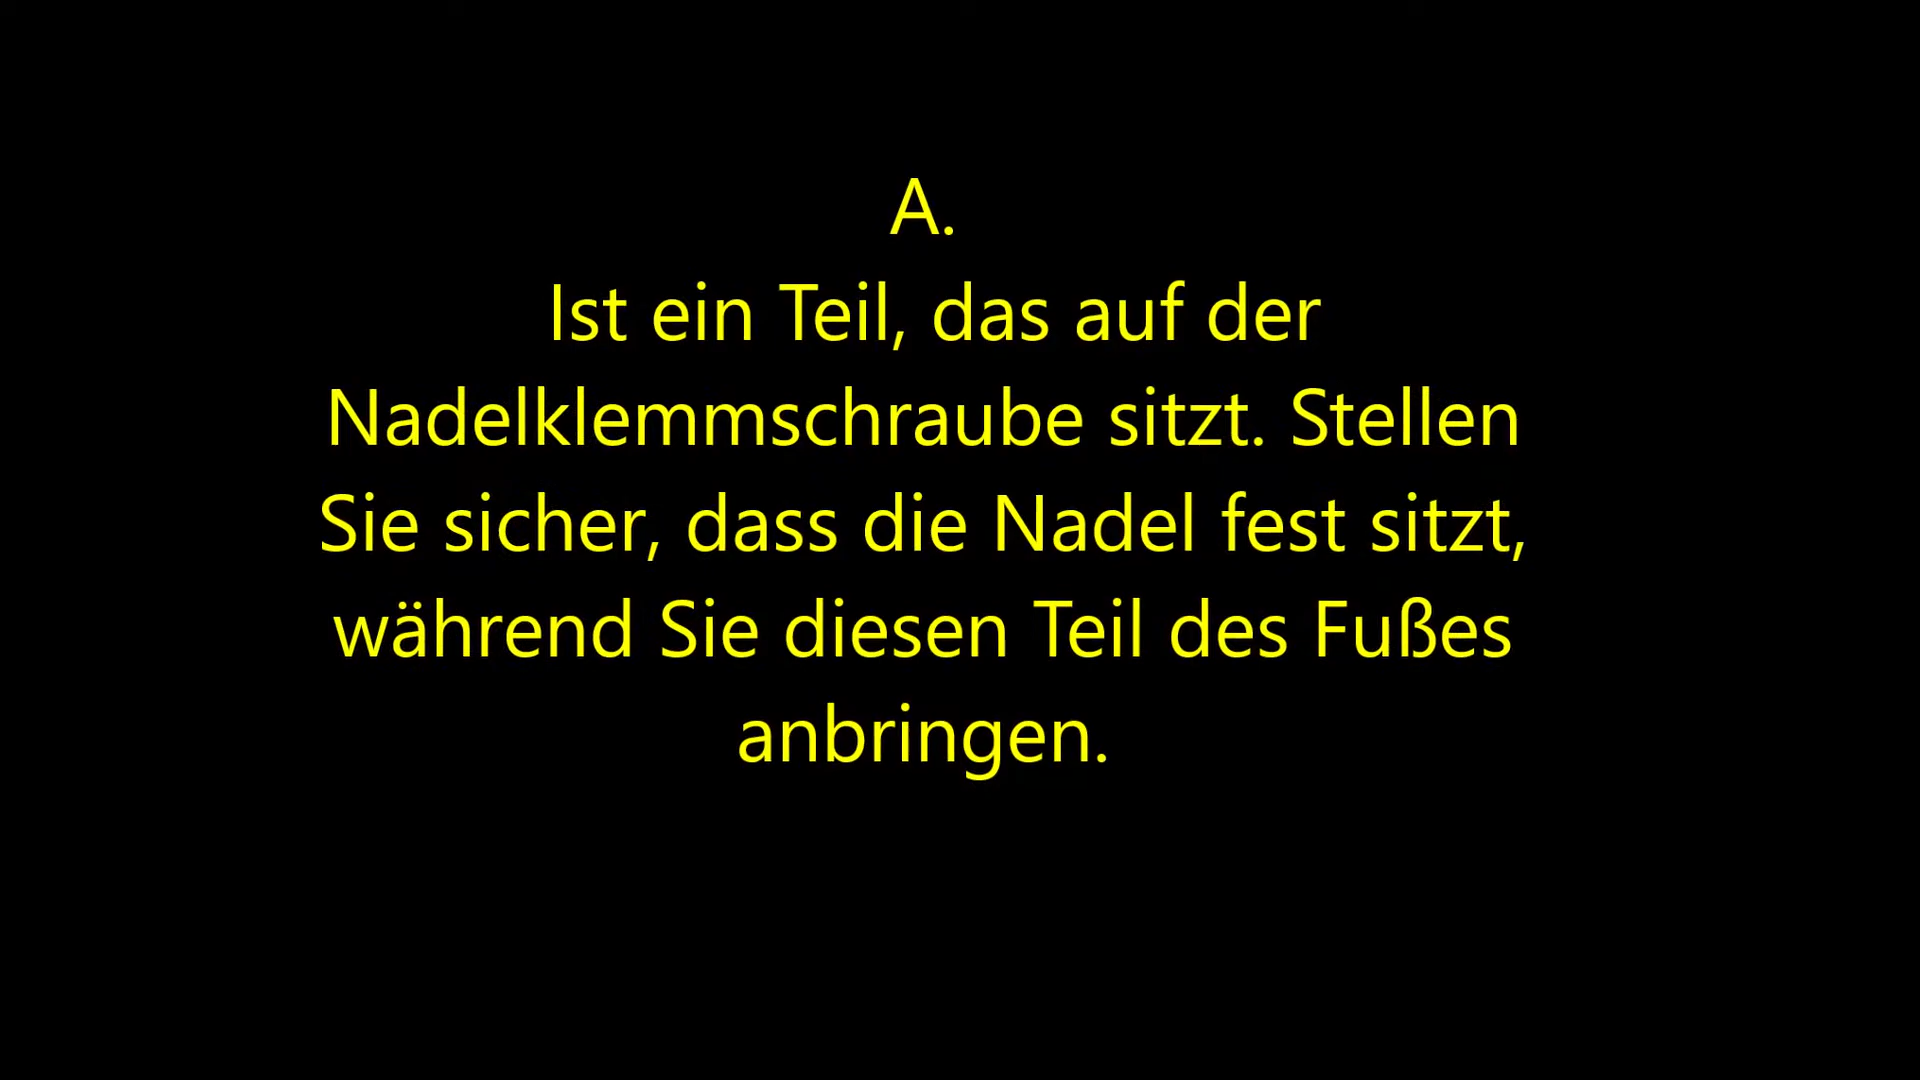 A.
Ist ein Teil, das auf der
Nadelklemmschraube sitzt. Stellen
Sie sicher, dass die Nadel fest sitzt,
während Sie diesen Teil des Fußes
anbringen.